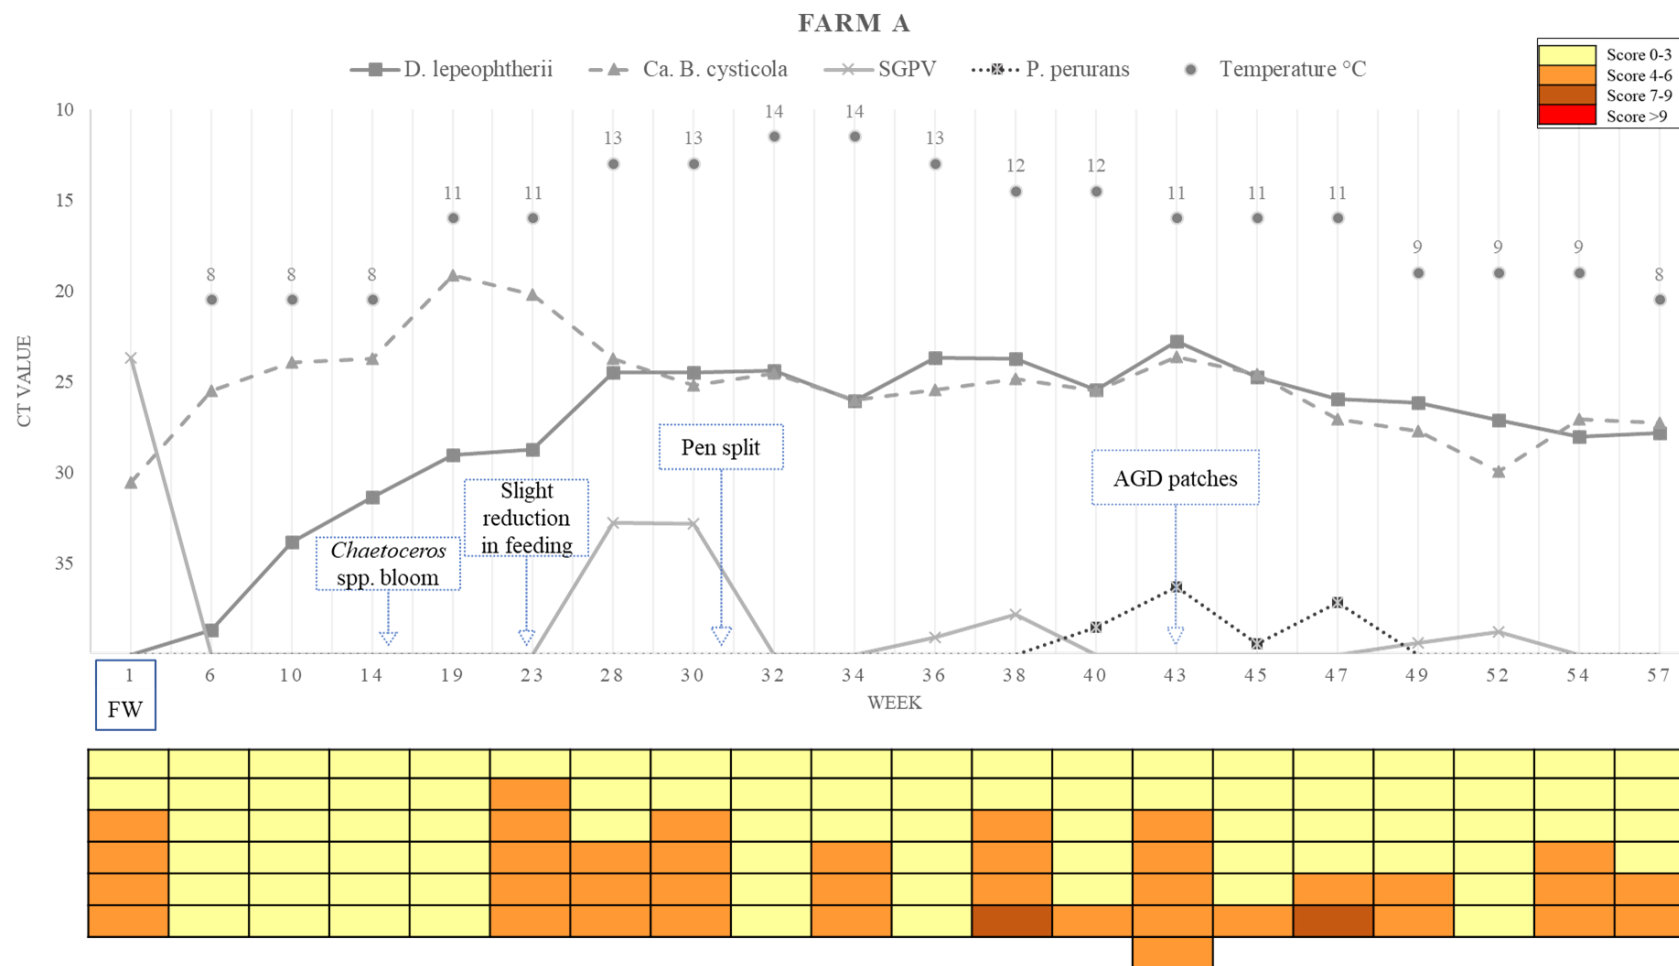 FARM A
D. lepeophtherii Ca. B. cysticola SGPV P. perurans Temperature °C
Score 0-3
Score 4-6
Score 7-9
Score >9
10
15
20
25
30
35
CT VALUE
8 8 8 11 11 13 13 14 14 13 12 12 11 11 11 9 9 9 8
Chaetoceros
spp. bloom
Slight
reduction
in feeding
Pen split
AGD patches
1 6 10 14 19 23 28 30 32 34 36 38 40 43 45 47 49 52 54 57
FW
WEEK